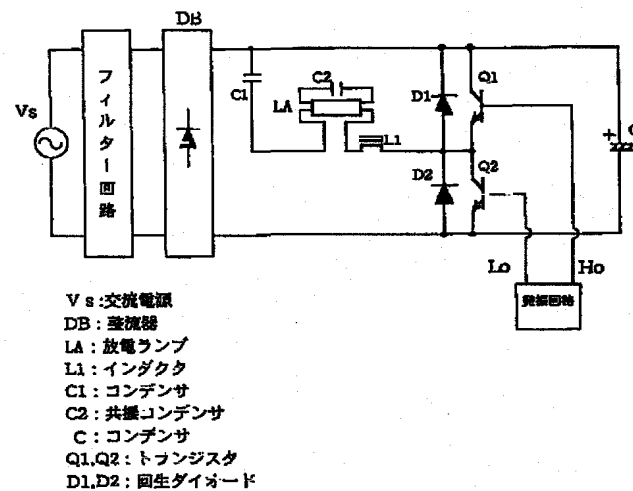 DB
フィルター回路
Vs
C1
C2
LA
L1
D1
Q1
D2
Q2
C
+
Lo
Ho
発振回路
Vs:交流電源
DB:整流器
LA:放電ランプ
L1:インダクタ
C1:コンデンサ
C2:共振コンデンサ
C:コンデンサ
Q1,Q2:トランジスタ
D1,D2:回生ダイオード